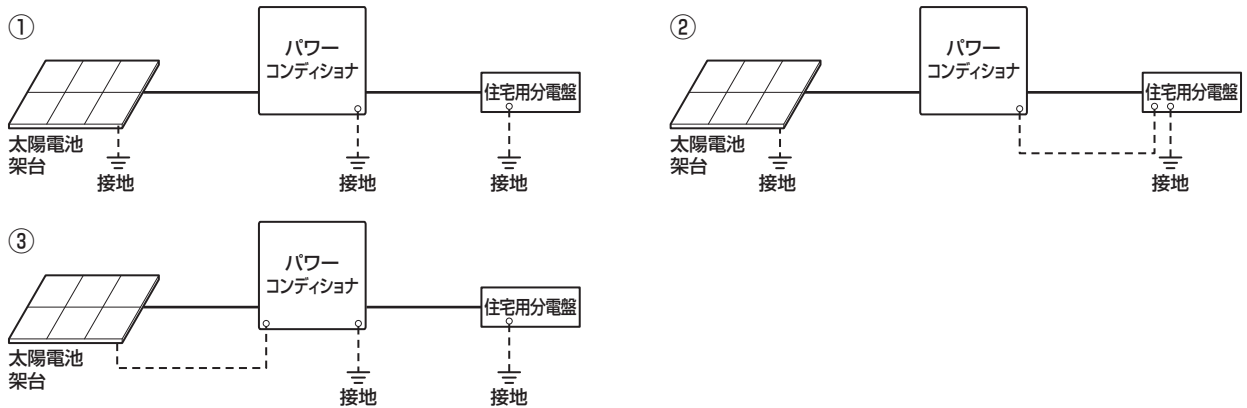 ①
パワー
コンディショナ
住宅用分電盤
太陽電池
架台
接地
接地
接地
②
パワー
コンディショナ
住宅用分電盤
太陽電池
架台
接地
接地
③
パワー
コンディショナ
住宅用分電盤
太陽電池
架台
接地
接地